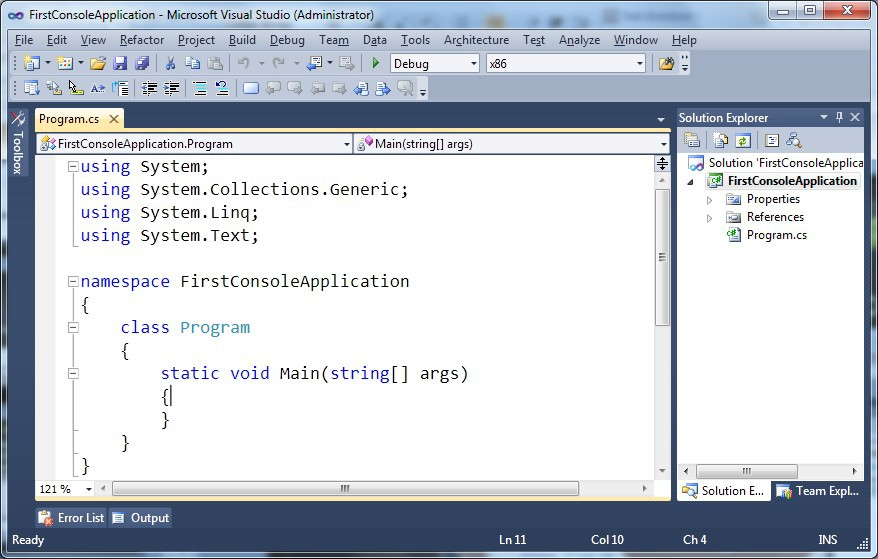 FirstConsoleApplication - Microsoft Visual Studio (Administrator)
File Edit View Refactor Project Build Debug Team Data Tools Architecture Test Analyze Window Help
Debug x86
Toolbox
Program.cs
FirstConsoleApplication.Program Main(string[] args)
using System;
using System.Collections.Generic;
using System.Linq;
using System.Text;
namespace FirstConsoleApplication
{
class Program
{
static void Main(string[] args)
{
}
}
}
121 %
Solution Explorer
Solution 'FirstConsoleApplica
FirstConsoleApplication
Properties
References
Program.cs
Solution E... Team Expl...
Error List Output
Ready Ln 11 Col 10 Ch 4 INS